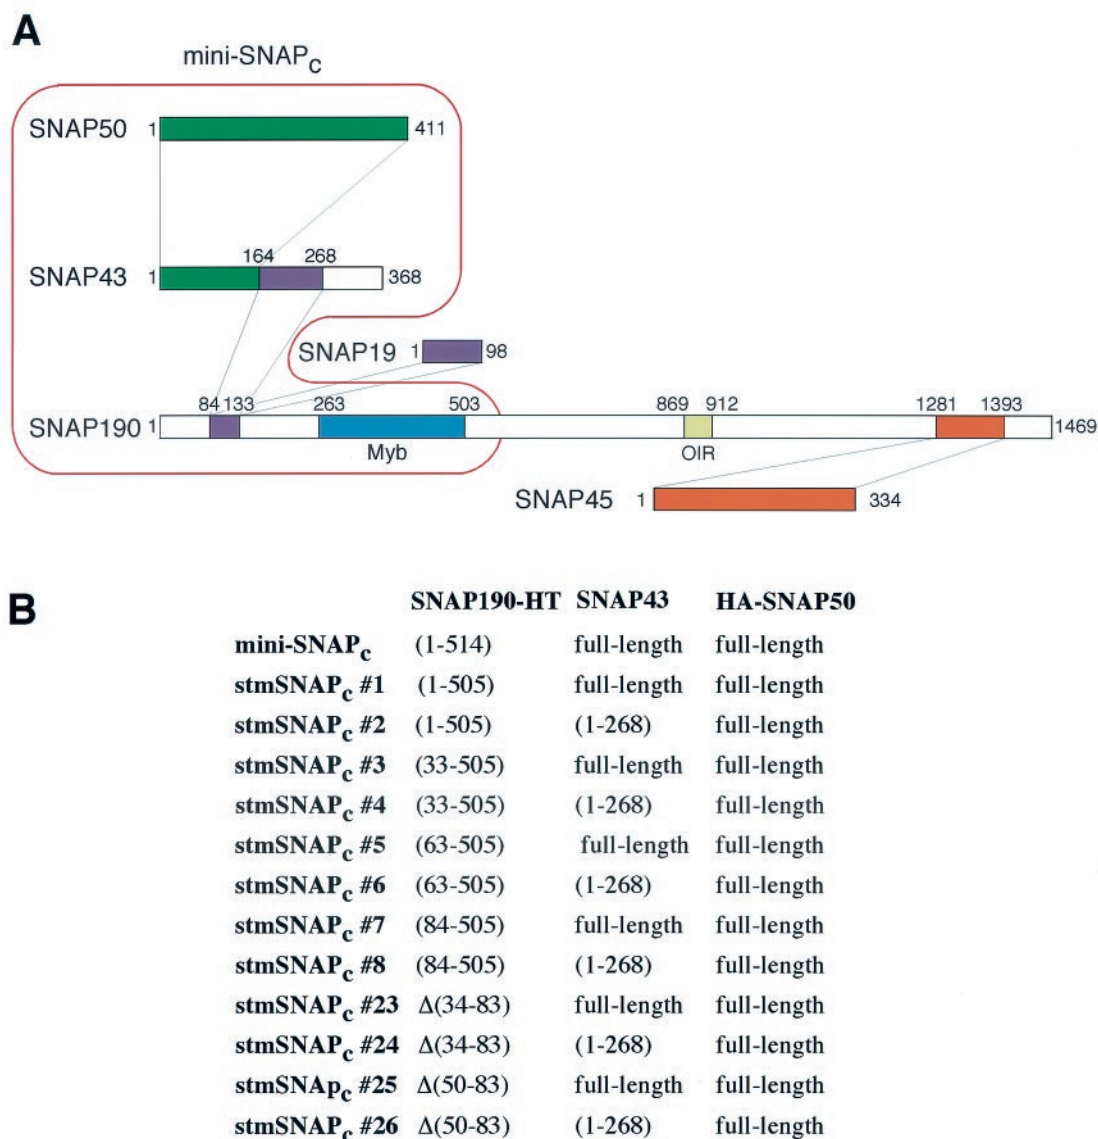 A
mini-SNAPc
SNAP50 1 411
164 268
SNAP43 1 368
SNAP19 1 98
84 133 263 503 869 912 1281 1393
SNAP190 1 1469
Myb OIR
SNAP45 1 334
B
SNAP190-HT SNAP43 HA-SNAP50
mini-SNAPc (1-514) full-length full-length
stmSNAPc #1 (1-505) full-length full-length
stmSNAPc #2 (1-505) (1-268) full-length
stmSNAPc #3 (33-505) full-length full-length
stmSNAPc #4 (33-505) (1-268) full-length
stmSNAPc #5 (63-505) full-length full-length
stmSNAPc #6 (63-505) (1-268) full-length
stmSNAPc #7 (84-505) full-length full-length
stmSNAPc #8 (84-505) (1-268) full-length
stmSNAPc #23 Δ(34-83) full-length full-length
stmSNAPc #24 Δ(34-83) (1-268) full-length
stmSNApc #25 Δ(50-83) full-length full-length
stmSNAPc #26 Δ(50-83) (1-268) full-length